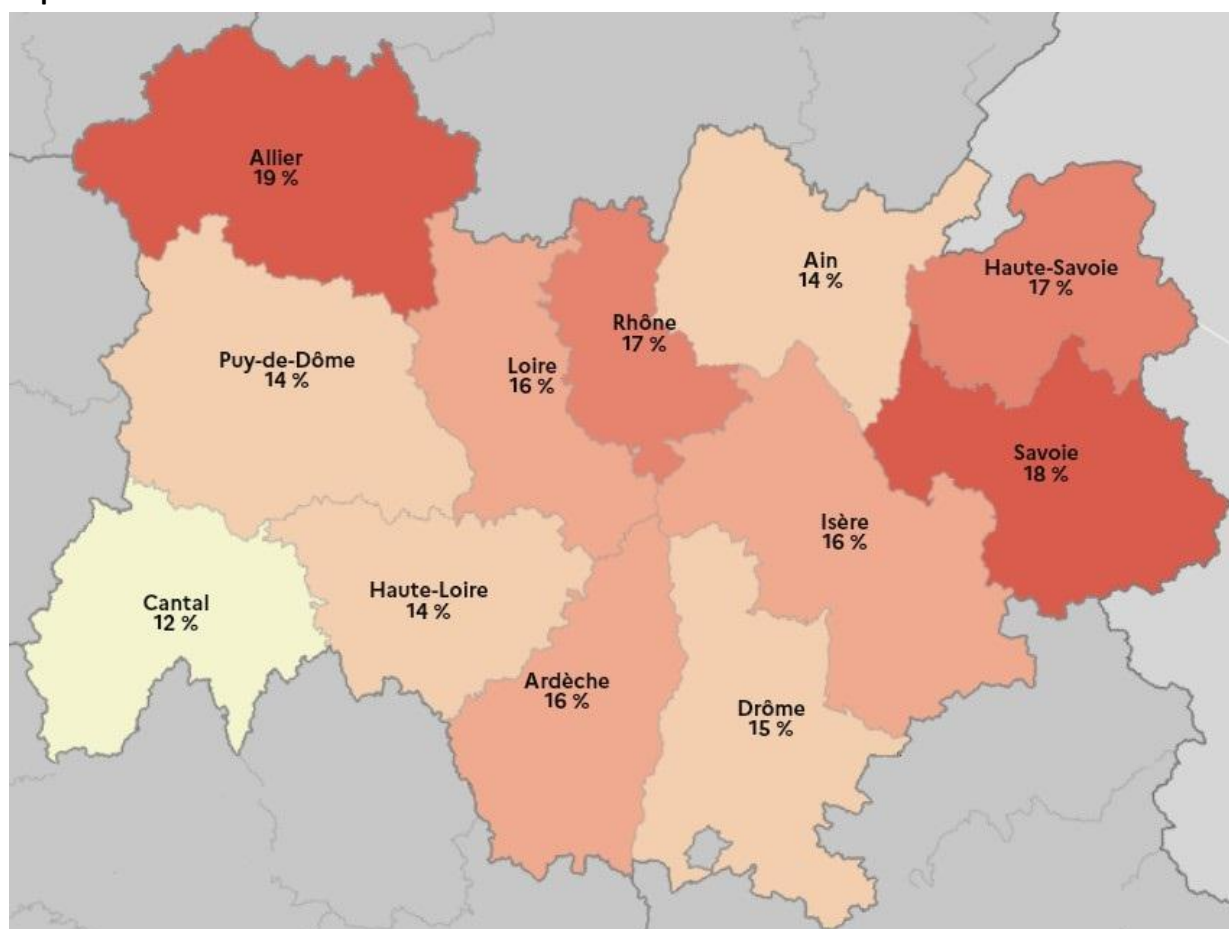 Allier
19 %
Ain
14 %
Haute-Savoie
17 %
Rhône
17 %
Puy-de-Dôme
14 %
Loire
16 %
Savoie
18 %
Isère
16 %
Haute-Loire
14 %
Cantal
12 %
Ardèche
16 %
Drôme
15 %